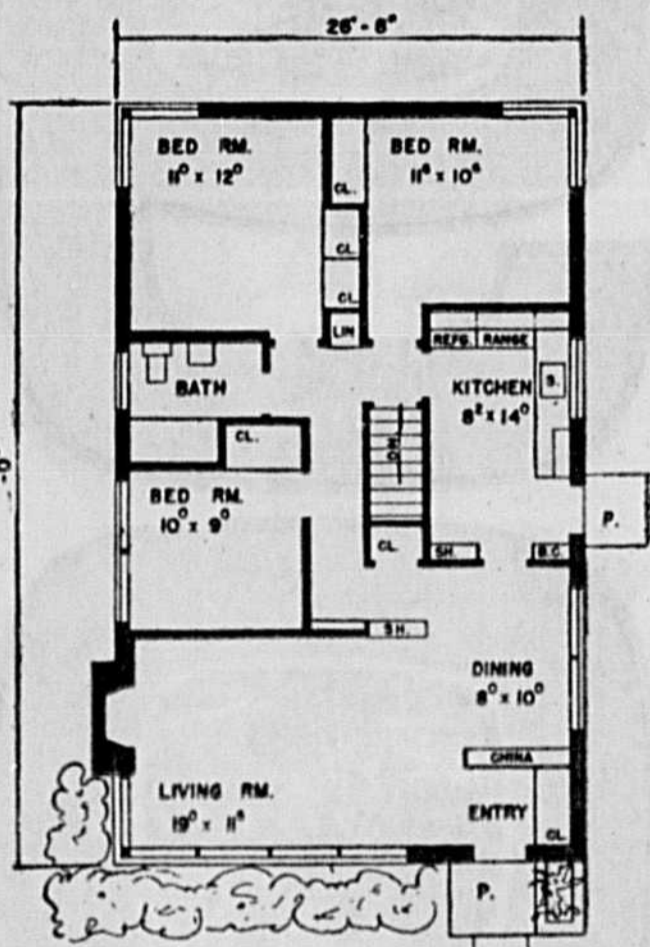 26'-8"
BED RM.
11⁰ x 12⁰
CL.
BED RM.
11⁶ x 10⁶
CL.
CL.
LIN
REFG. RANGE
BATH
KITCHEN
8² x 14⁰
S.
CL.
DN
BED RM.
10⁰ x 9⁰
P.
CL.
SH.
B.C.
SH.
DINING
8⁰ x 10⁰
CHINA
LIVING RM.
19⁰ x 11⁶
ENTRY
CL.
P.